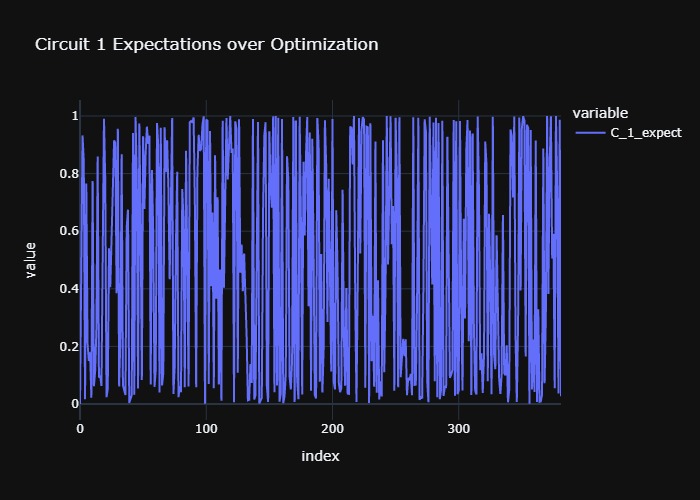 Circuit 1 Expectations over Optimization
variable
C_1_expect
value
1
0.8
0.6
0.4
0.2
0
0
100
200
300
index